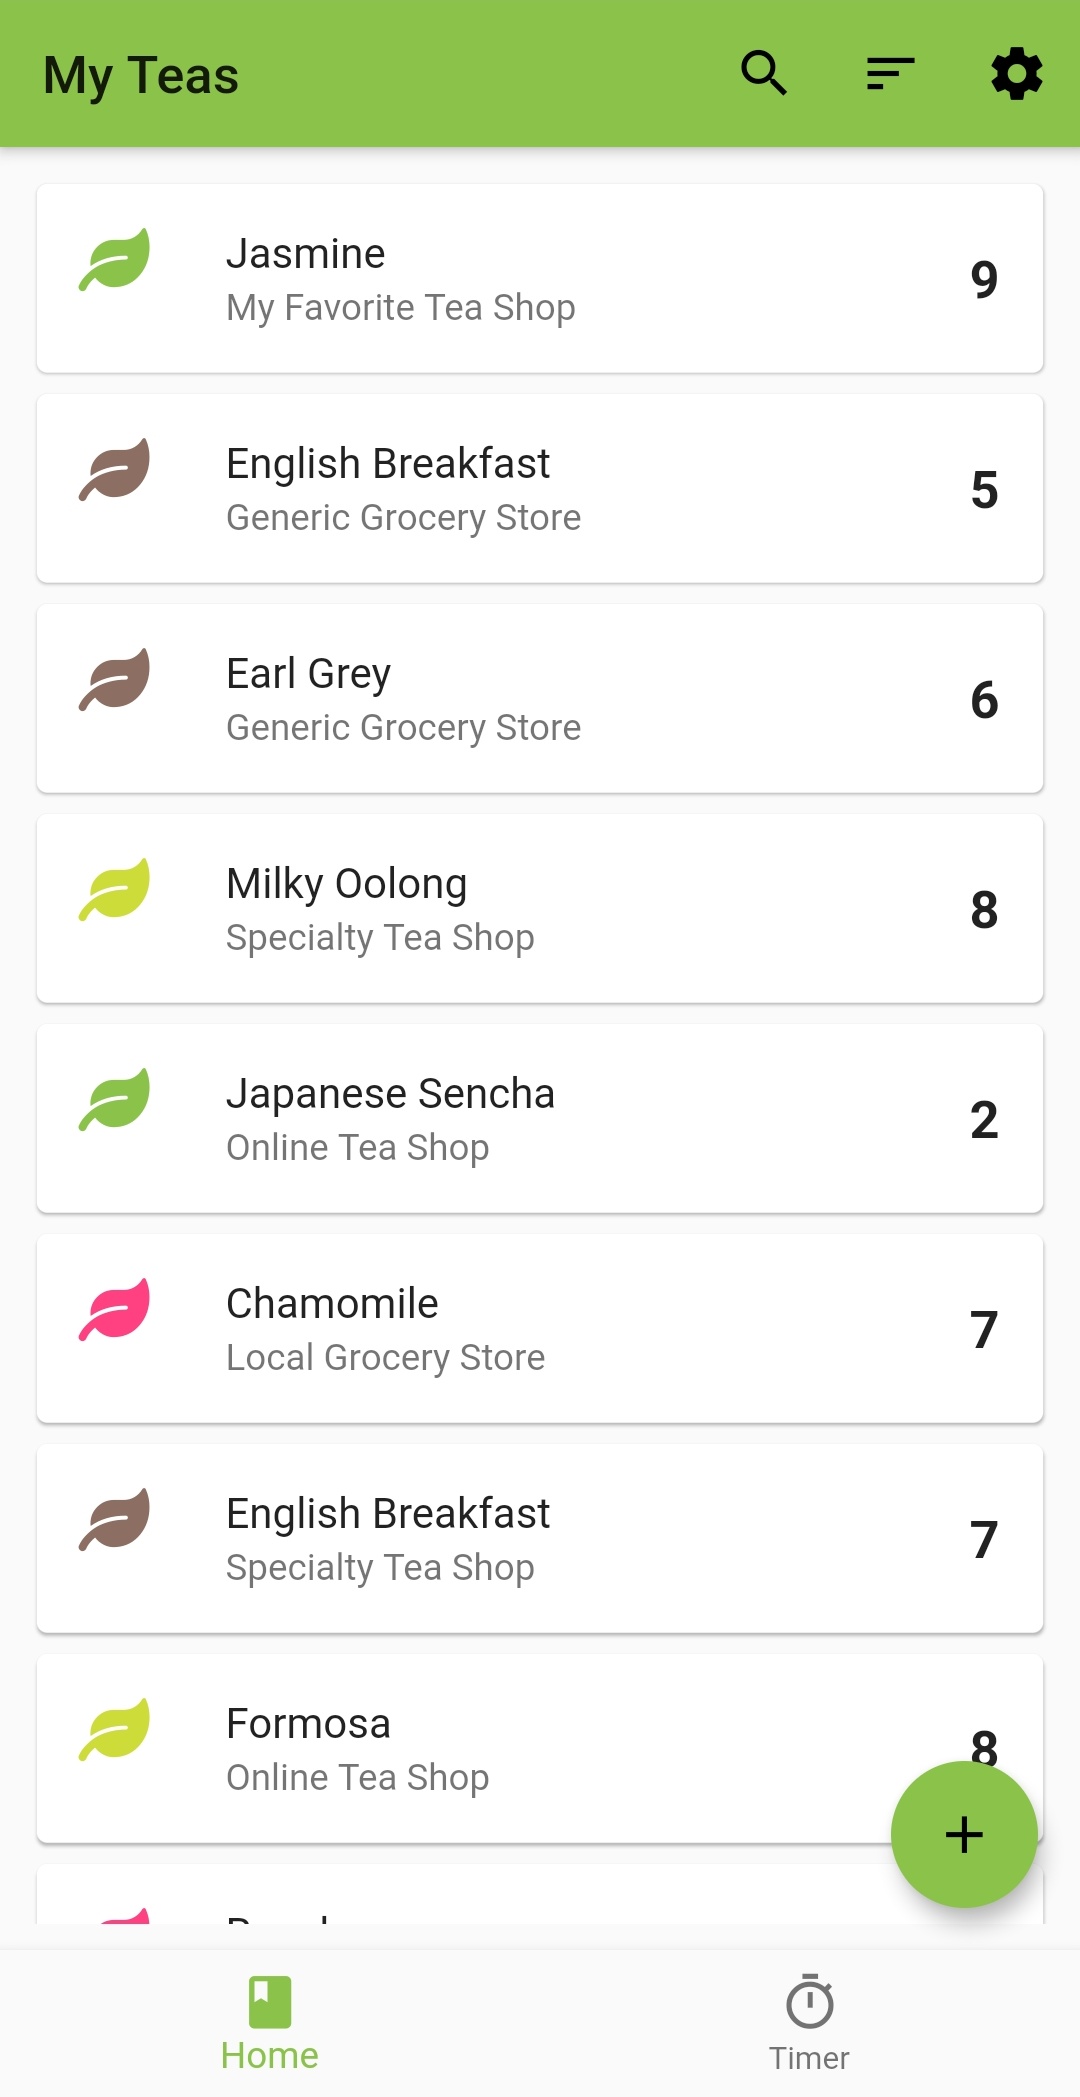 My Teas
Jasmine
My Favorite Tea Shop
9
English Breakfast
Generic Grocery Store
5
Earl Grey
Generic Grocery Store
6
Milky Oolong
Specialty Tea Shop
8
Japanese Sencha
Online Tea Shop
2
Chamomile
Local Grocery Store
7
English Breakfast
Specialty Tea Shop
7
Formosa
Online Tea Shop
8
Home
Timer